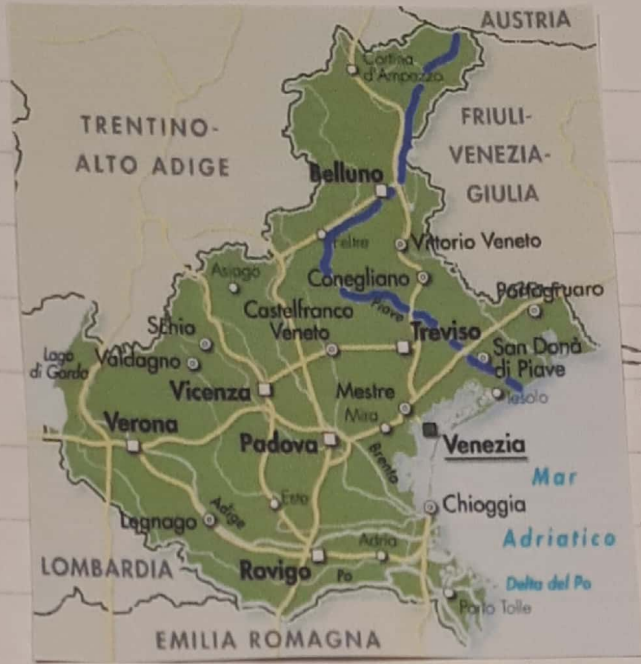 AUSTRIA
Cortina
d'Ampezzo
TRENTINO-
ALTO ADIGE
FRIULI-
VENEZIA-
GIULIA
Belluno
Feltre
Vittorio Veneto
Asiago
Conegliano
Portogruaro
Castelfranco
Veneto
Piave
Schio
Treviso
Lago
di Garda
Valdagno
San Donà
di Piave
Vicenza
Mestre
Jesolo
Mira
Verona
Padova
Brenta
Venezia
Mar
Adriatico
Este
Chioggia
Adige
Legnago
Adria
LOMBARDIA
Rovigo
Po
Delta del Po
Porto Tolle
EMILIA ROMAGNA